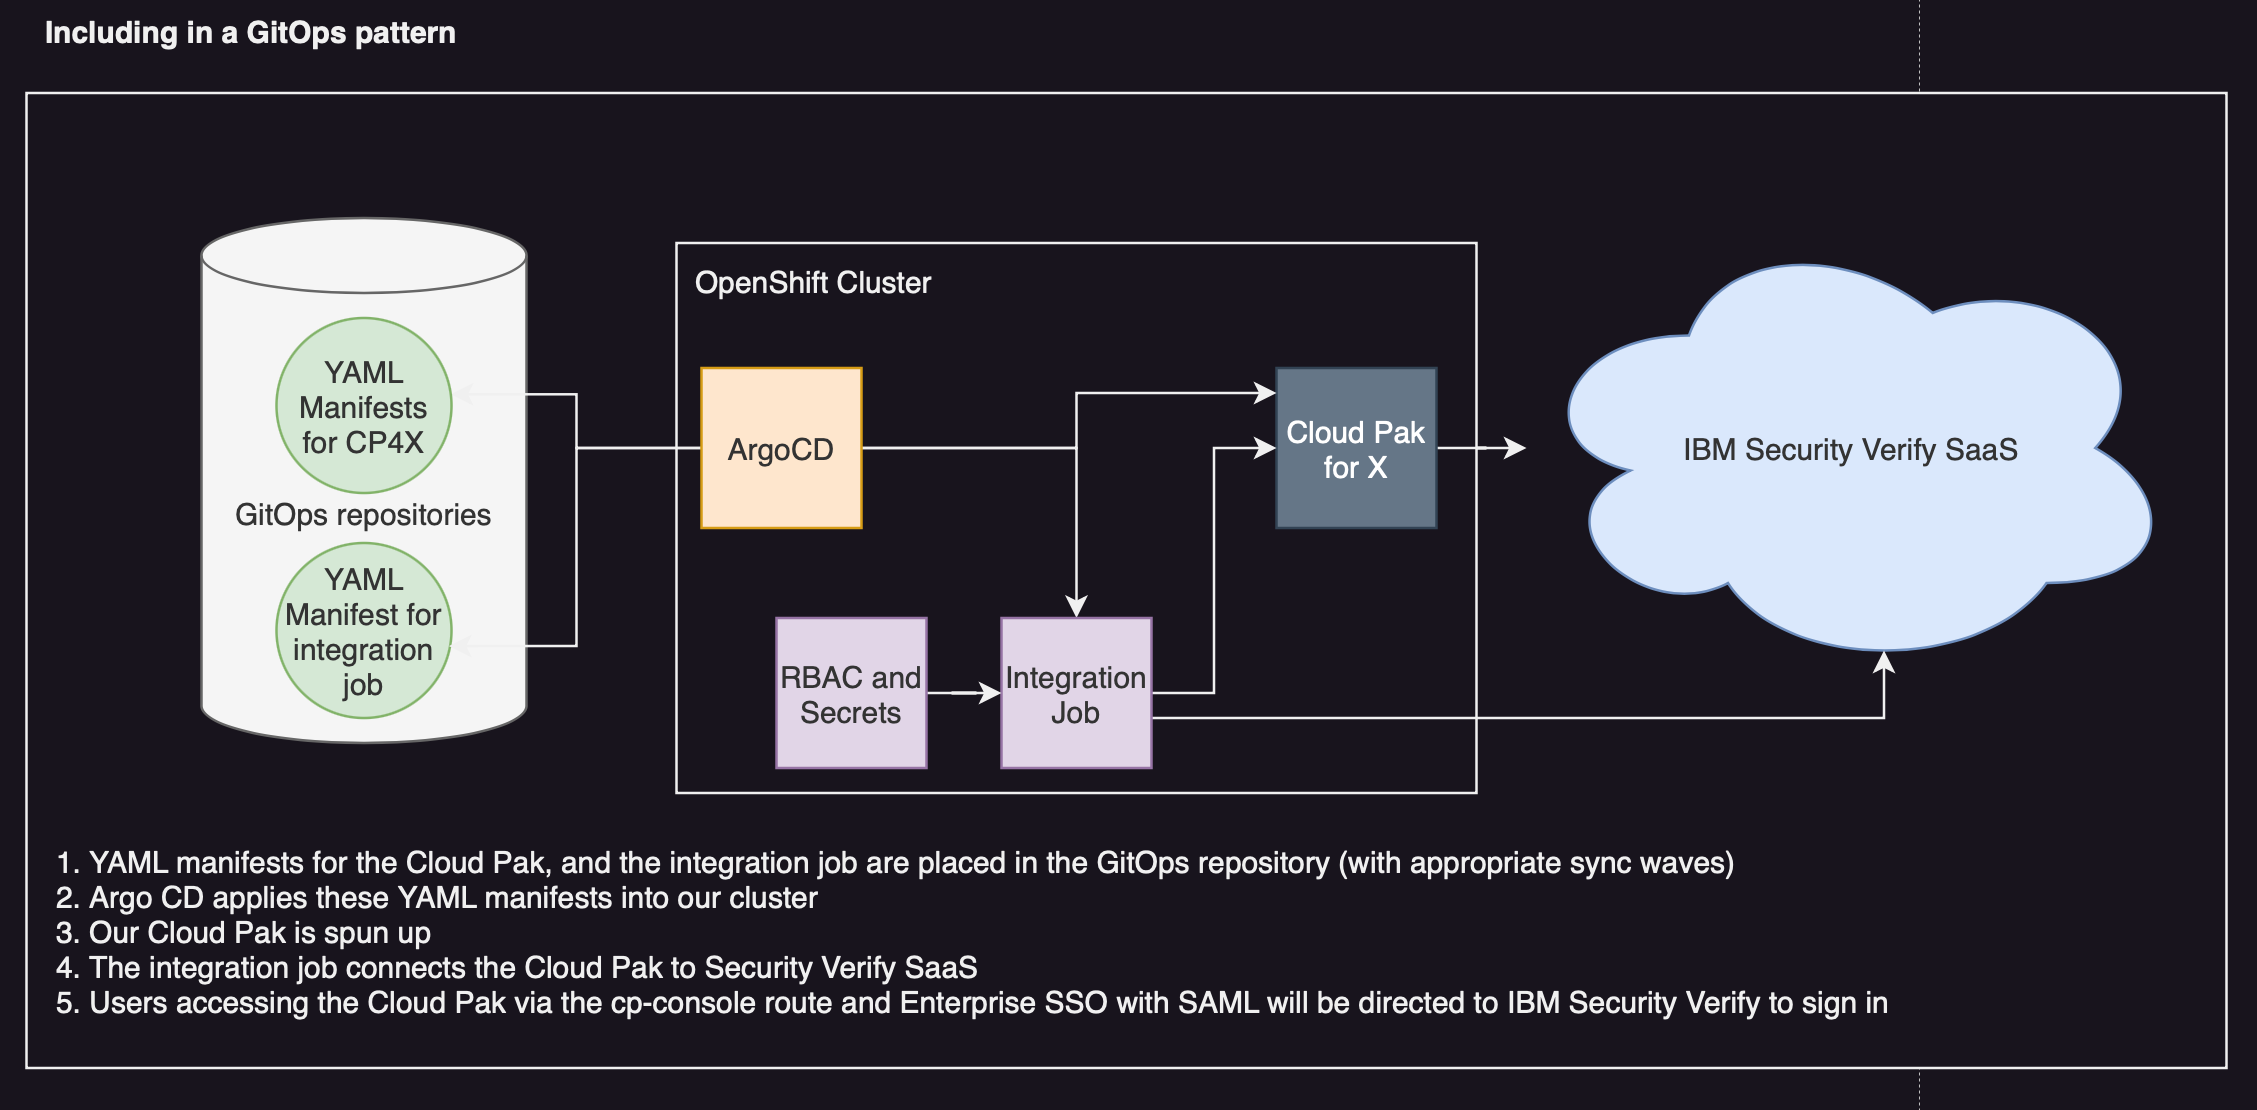 Including in a GitOps pattern
OpenShift Cluster
YAML
Manifests
for CP4X
GitOps repositories
YAML
Manifest for
integration
job
ArgoCD
Cloud Pak
for X
IBM Security Verify SaaS
RBAC and
Secrets
Integration
Job
1. YAML manifests for the Cloud Pak, and the integration job are placed in the GitOps repository (with appropriate sync waves)
2. Argo CD applies these YAML manifests into our cluster
3. Our Cloud Pak is spun up
4. The integration job connects the Cloud Pak to Security Verify SaaS
5. Users accessing the Cloud Pak via the cp-console route and Enterprise SSO with SAML will be directed to IBM Security Verify to sign in